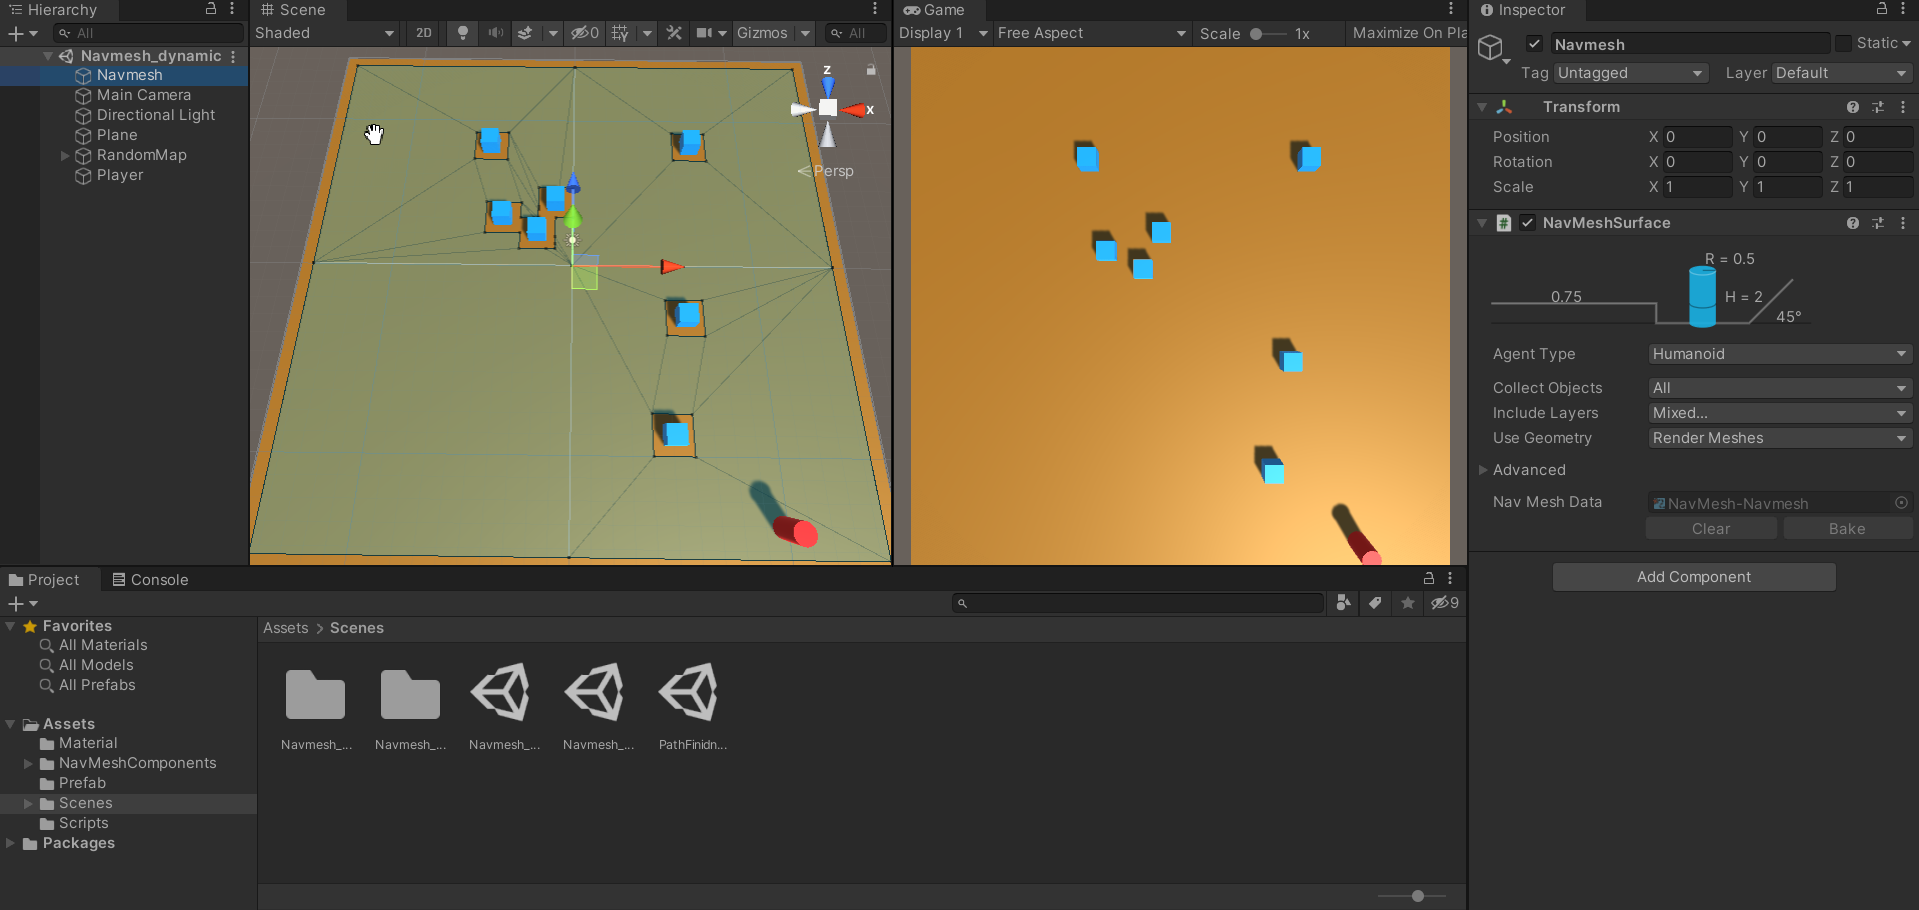 Hierarchy
All
Navmesh_dynamic
Navmesh
Main Camera
Directional Light
Plane
RandomMap
Player
Scene
Shaded
2D
0
Gizmos
All
z
x
Persp
Game
Display 1
Free Aspect
Scale
1x
Maximize On Pla
Inspector
Navmesh
Static
Tag
Untagged
Layer
Default
Transform
Position
X 0
Y 0
Z 0
Rotation
X 0
Y 0
Z 0
Scale
X 1
Y 1
Z 1
NavMeshSurface
R = 0.5
0.75
H = 2
45°
Agent Type
Humanoid
Collect Objects
All
Include Layers
Mixed...
Use Geometry
Render Meshes
Advanced
Nav Mesh Data
NavMesh-Navmesh
Clear
Bake
Add Component
Project
Console
9
Favorites
All Materials
All Models
All Prefabs
Assets
Material
NavMeshComponents
Prefab
Scenes
Scripts
Packages
Assets > Scenes
Navmesh_...
Navmesh_...
Navmesh_...
Navmesh_...
PathFinidn...